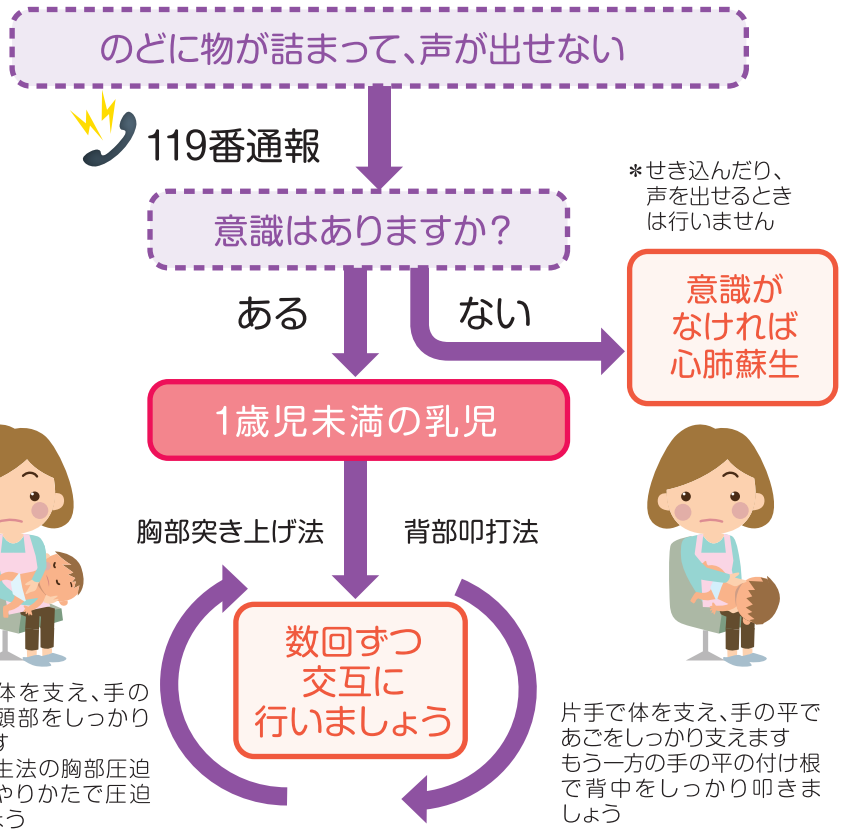 のどに物が詰まって、声が出せない
119番通報
＊せき込んだり、
声を出せるとき
は行いません
意識はありますか？
ある
ない
意識が
なければ
心肺蘇生
1歳児未満の乳児
胸部突き上げ法
背部叩打法
数回ずつ
交互に
行いましょう
体を支え、手の
頭部をしっかり
す
生法の胸部圧迫
やりかたで圧迫
ょう
片手で体を支え、手の平で
あごをしっかり支えます
もう一方の手の平の付け根
で背中をしっかり叩きま
しょう